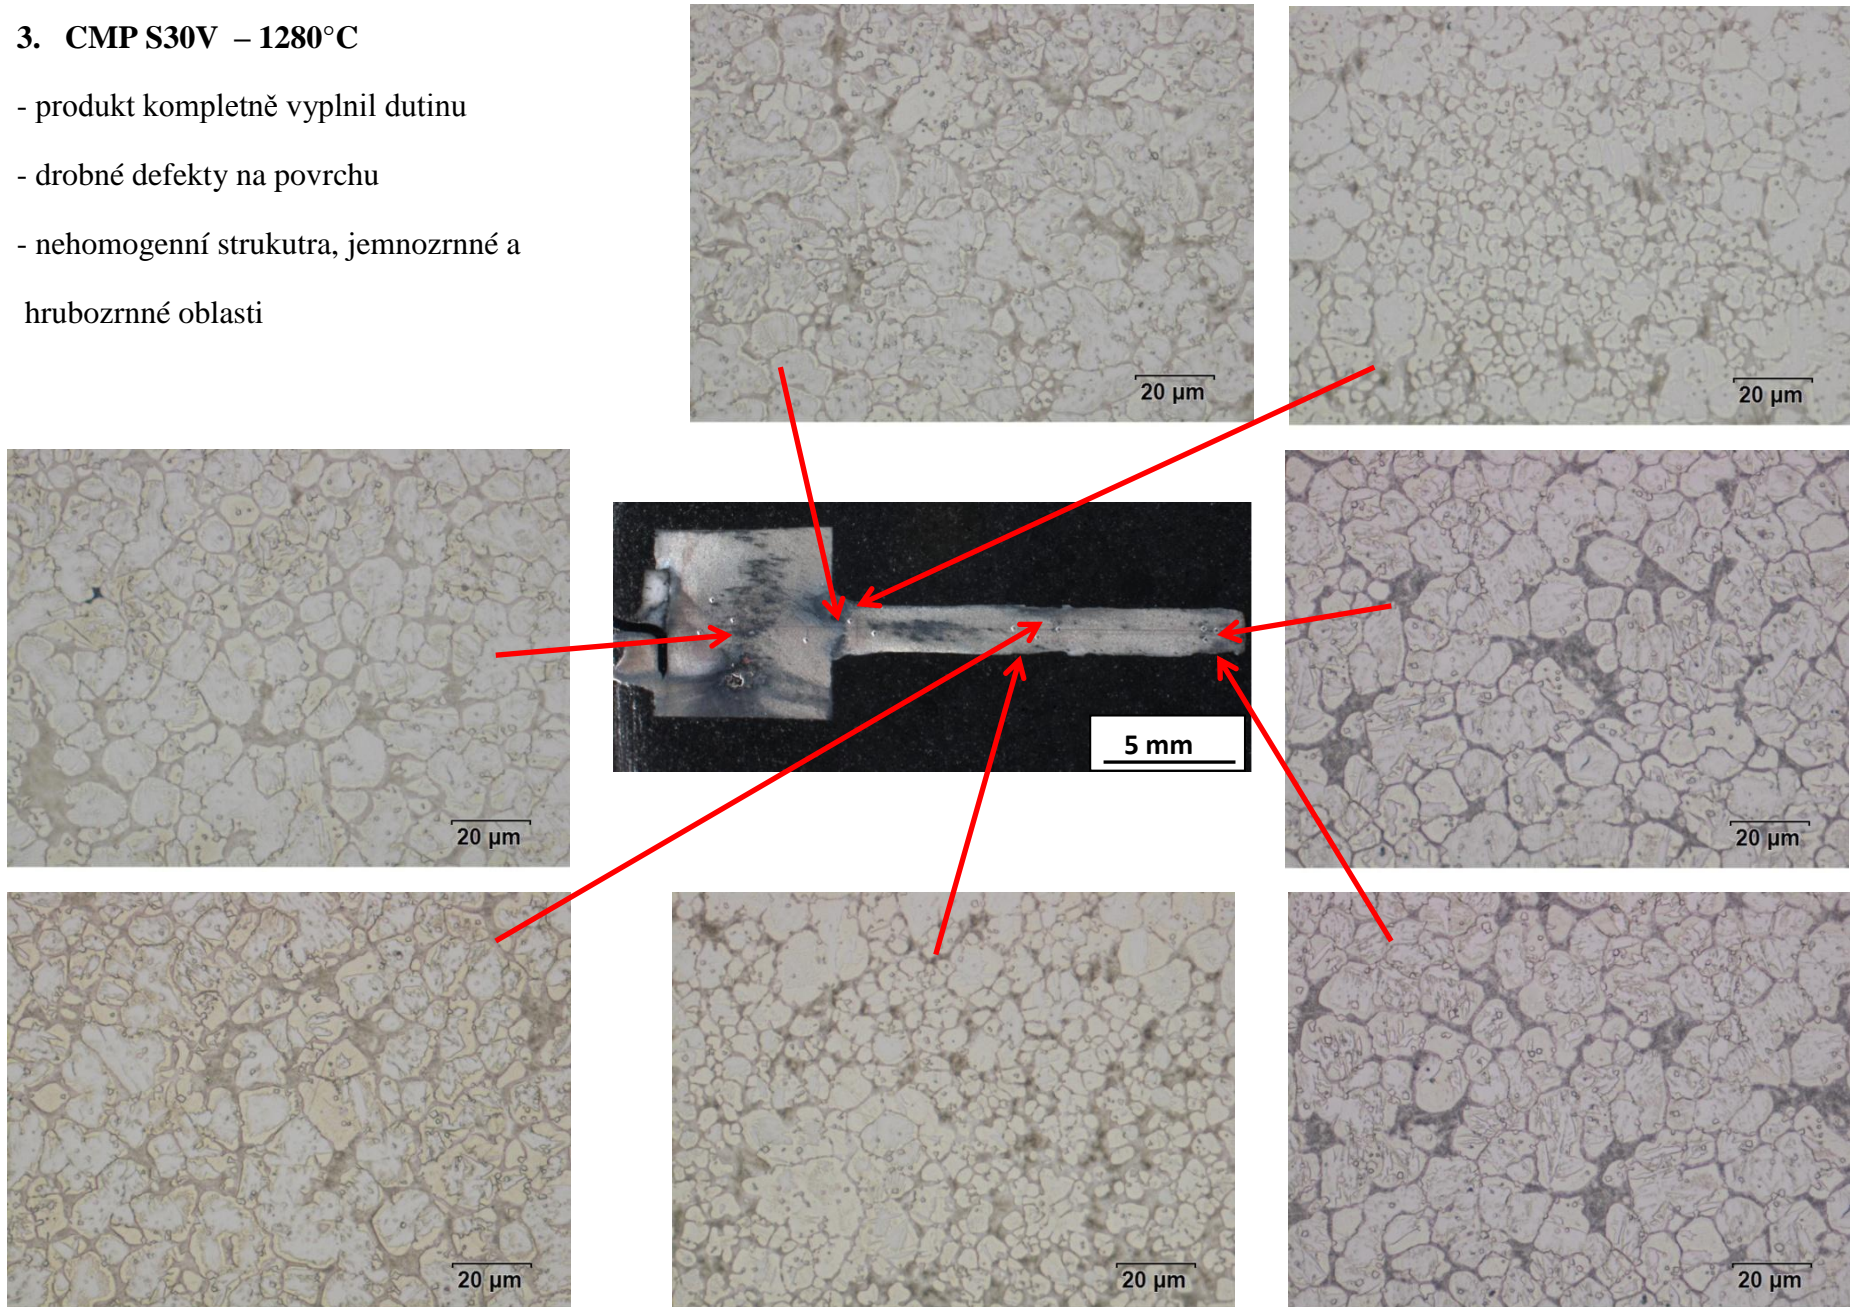 3. CMP S30V – 1280°C
- produkt kompletně vyplnil dutinu
- drobné defekty na povrchu
- nehomogenní strukutra, jemnozrnné a
hrubozrnné oblasti
20 µm
20 µm
20 µm
5 mm
20 µm
20 µm
20 µm
20 µm